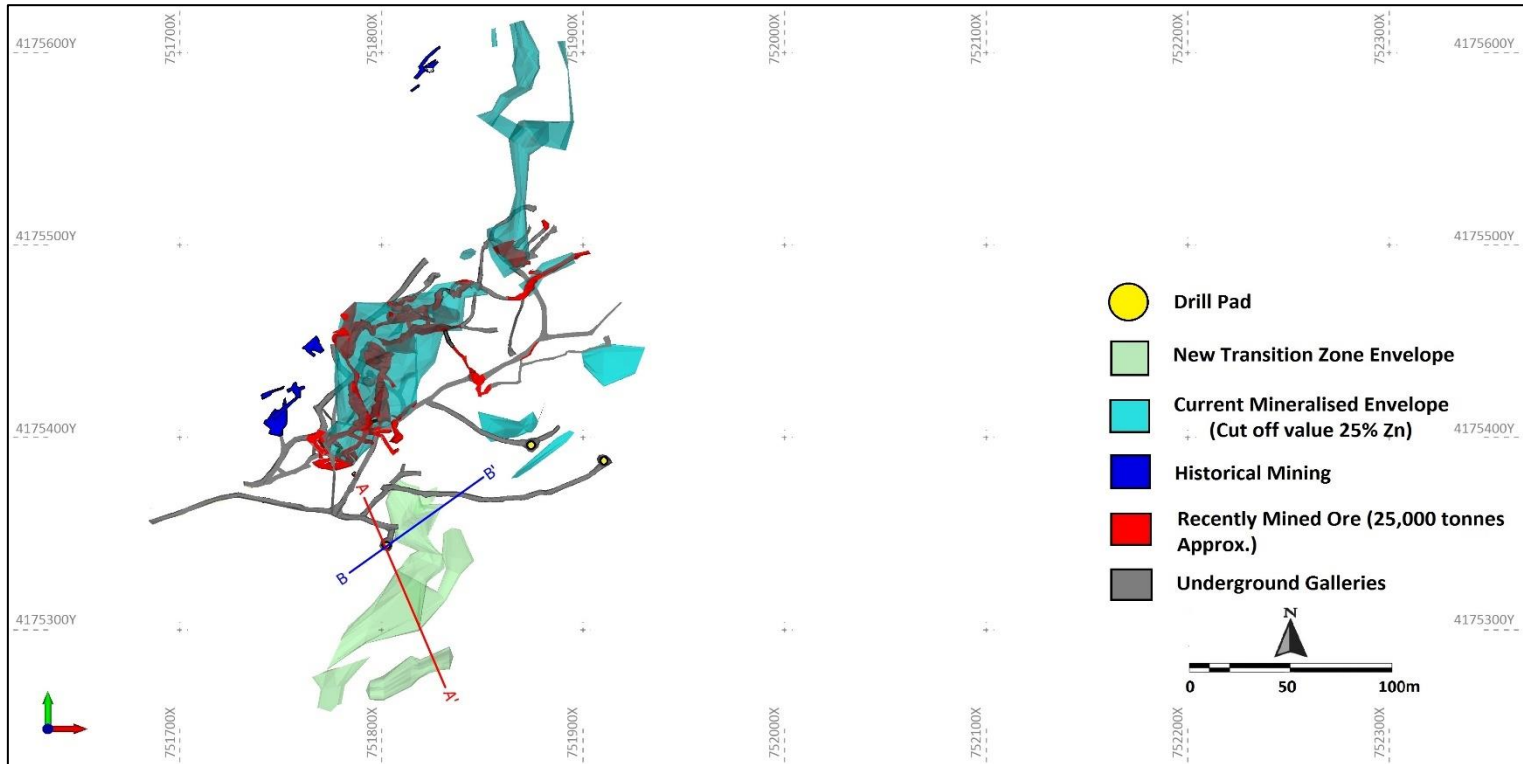 751700X
751800X
751900X
752000X
752100X
752200X
752300X
4175600Y
4175600Y
4175500Y
4175500Y
Drill Pad
New Transition Zone Envelope
Current Mineralised Envelope
(Cut off value 25% Zn)
4175400Y
4175400Y
Historical Mining
B'
A
Recently Mined Ore (25,000 tonnes
Approx.)
B
Underground Galleries
4175300Y
4175300Y
N
0 50 100m
A'
751700X
751800X
751900X
752000X
752100X
752200X
752300X